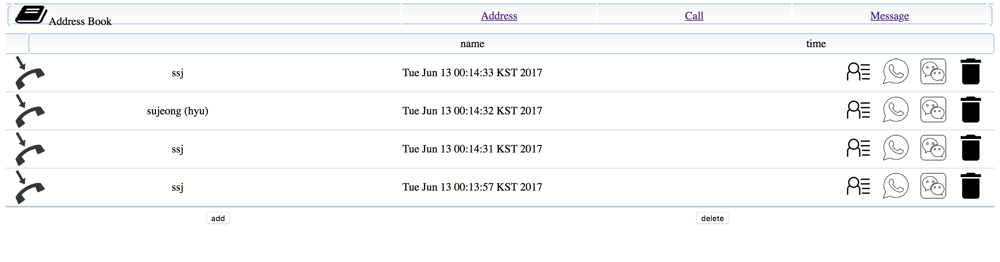 Address Book Address Call Message
name time
ssj Tue Jun 13 00:14:33 KST 2017
sujeong (hyu) Tue Jun 13 00:14:32 KST 2017
ssj Tue Jun 13 00:14:31 KST 2017
ssj Tue Jun 13 00:13:57 KST 2017
add delete